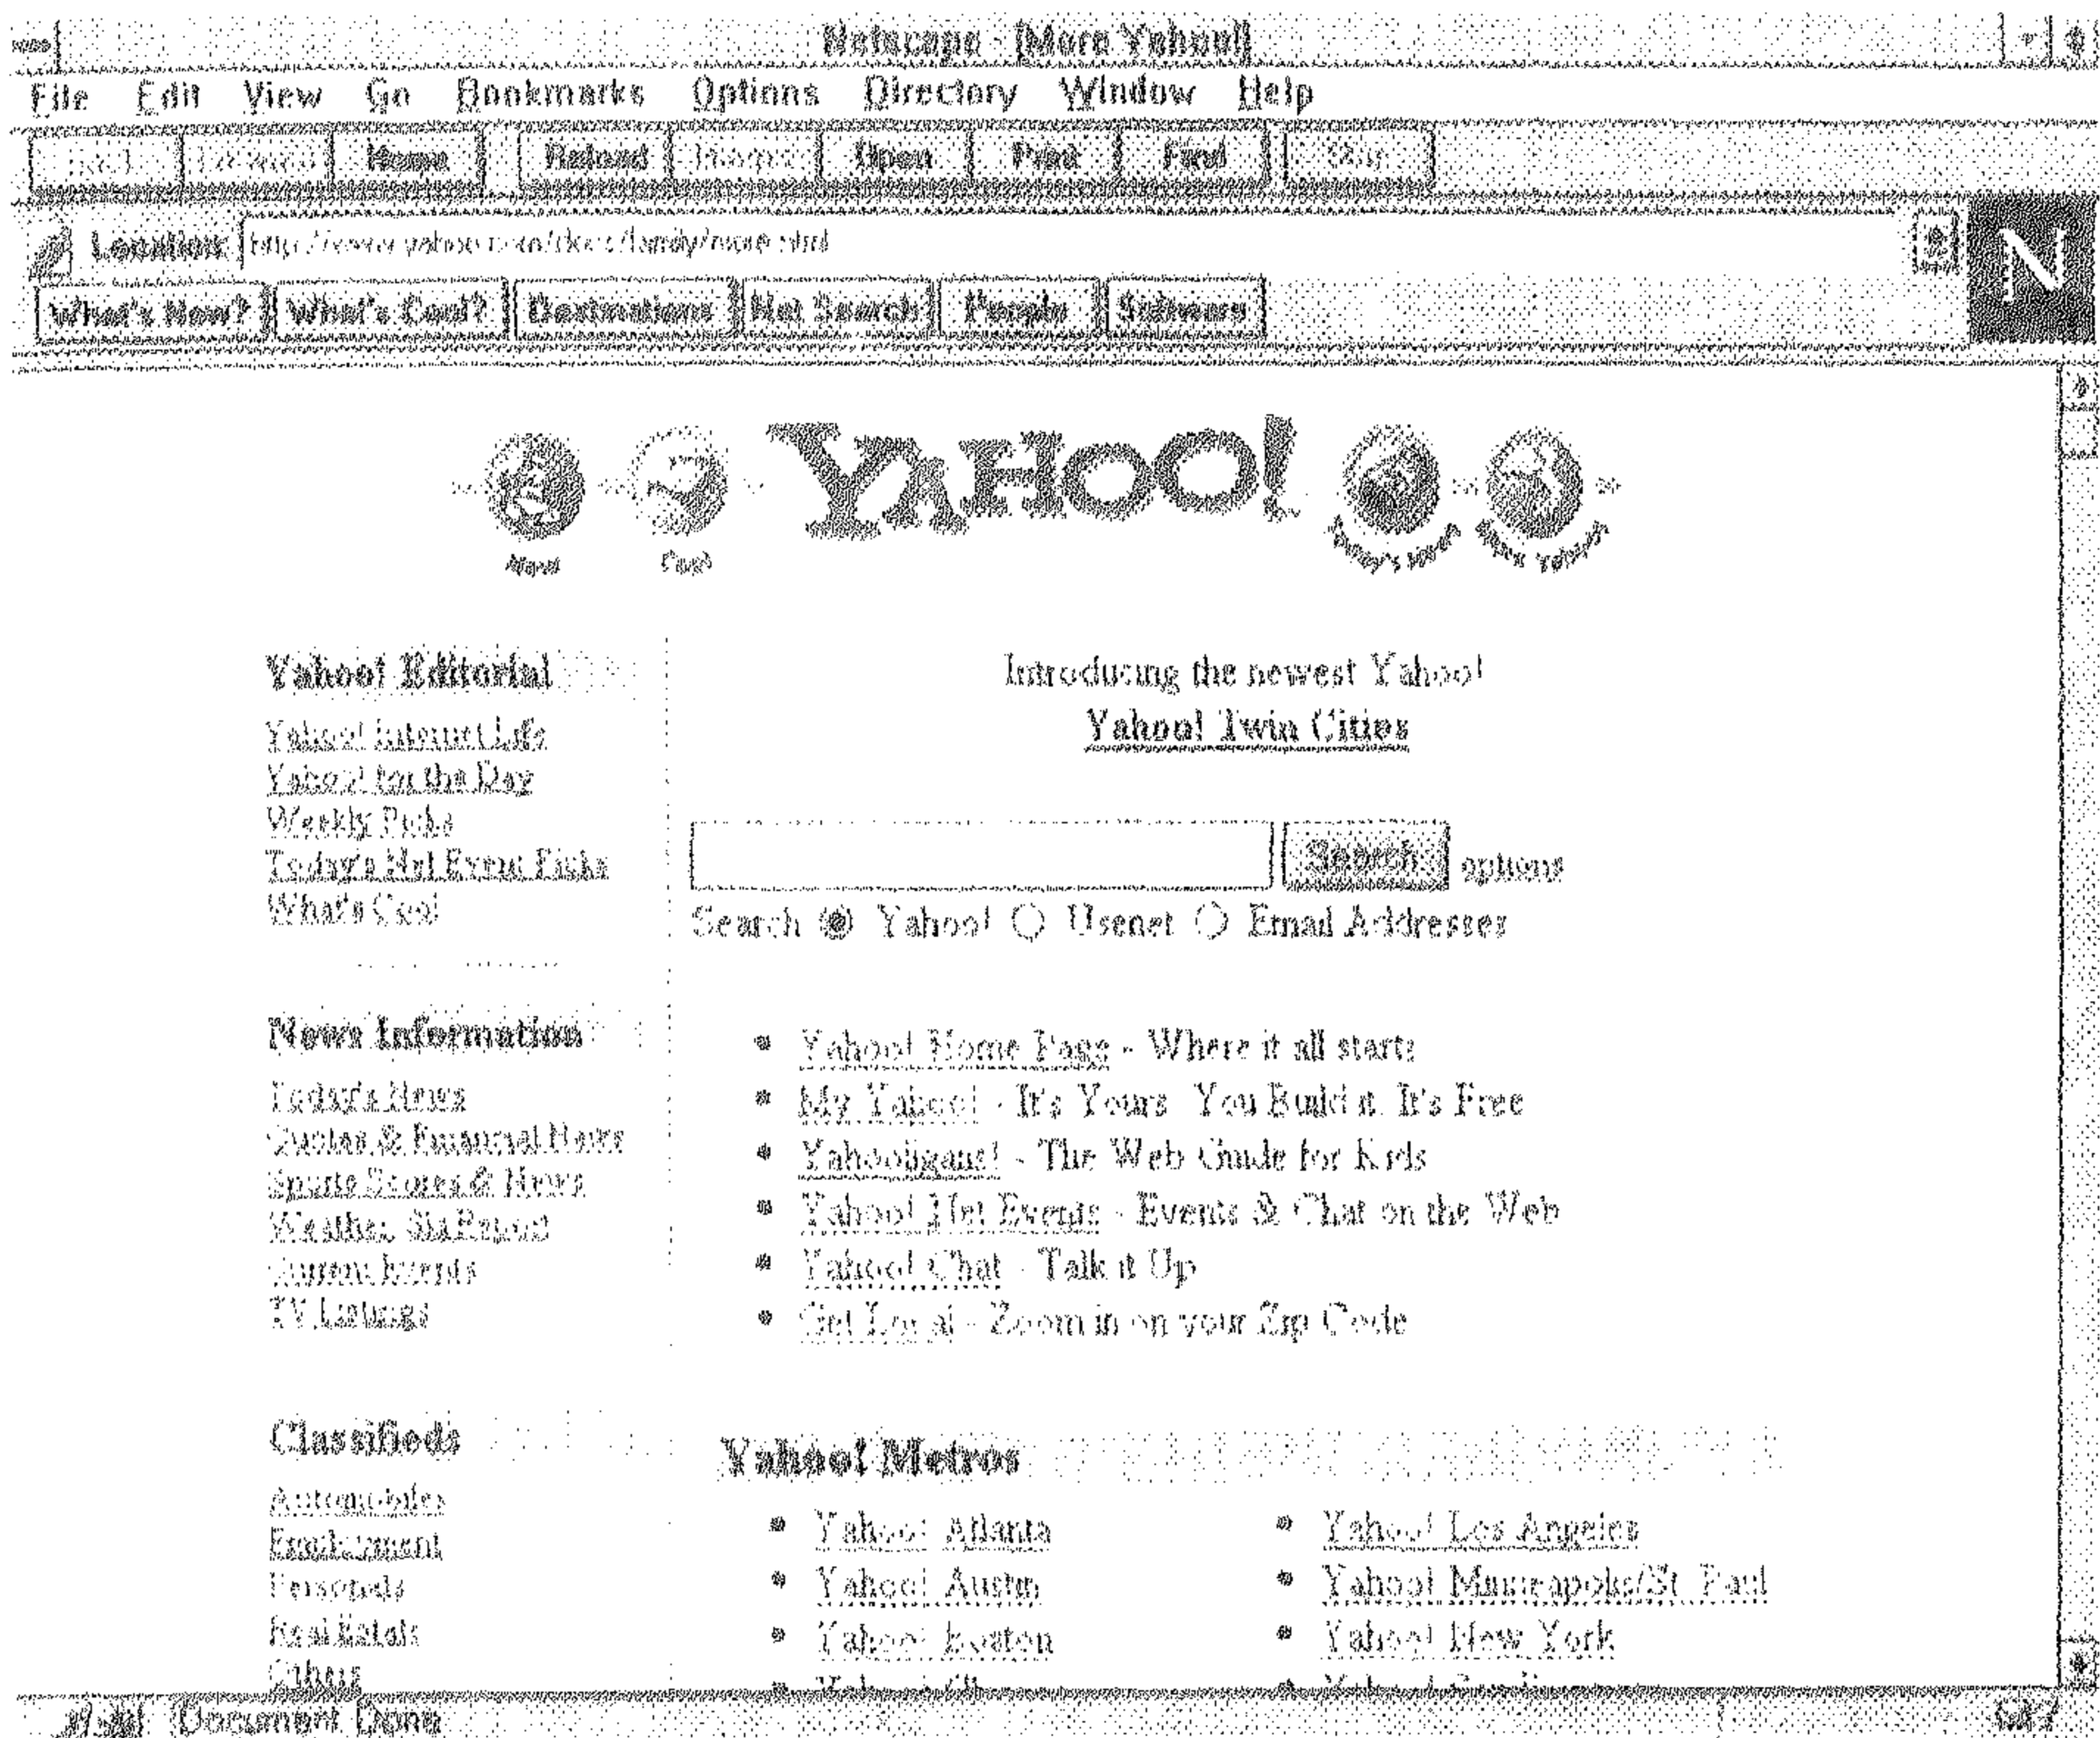 Netscape - [More Yahoo!]
File Edit View Go Bookmarks Options Directory Window Help
Home Reload Images Open Print Find Stop
Location:
What's New? What's Cool? Destinations Net Search People Software
N
YAHOO!
New Cool More Yahoos
Yahoo! Editorial
Yahoo! Internet Life
Yahoo! for the Day
Weekly Picks
Today's Net Event Picks
What's Cool
News Information
Today's News
Quotes & Financial News
Sports Scores & News
Weather, Ski Report
Current Events
TV Listings
Classifieds
Automobiles
Employment
Personals
Real Estate
Others
Introducing the newest Yahoo!
Yahoo! Twin Cities
Search options
Search Yahoo! Usenet Email Addresses
Yahoo! Home Page - Where it all starts
My Yahoo! - It's Yours. You Build it. It's Free
Yahooligans! - The Web Guide for Kids
Yahoo! Net Events - Events & Chat on the Web
Yahoo! Chat - Talk it Up
Get Local - Zoom in on your Zip Code
Yahoo! Metros
Yahoo! Atlanta
Yahoo! Austin
Yahoo! Boston
Yahoo! Los Angeles
Yahoo! Minneapolis/St. Paul
Yahoo! New York
Document Done